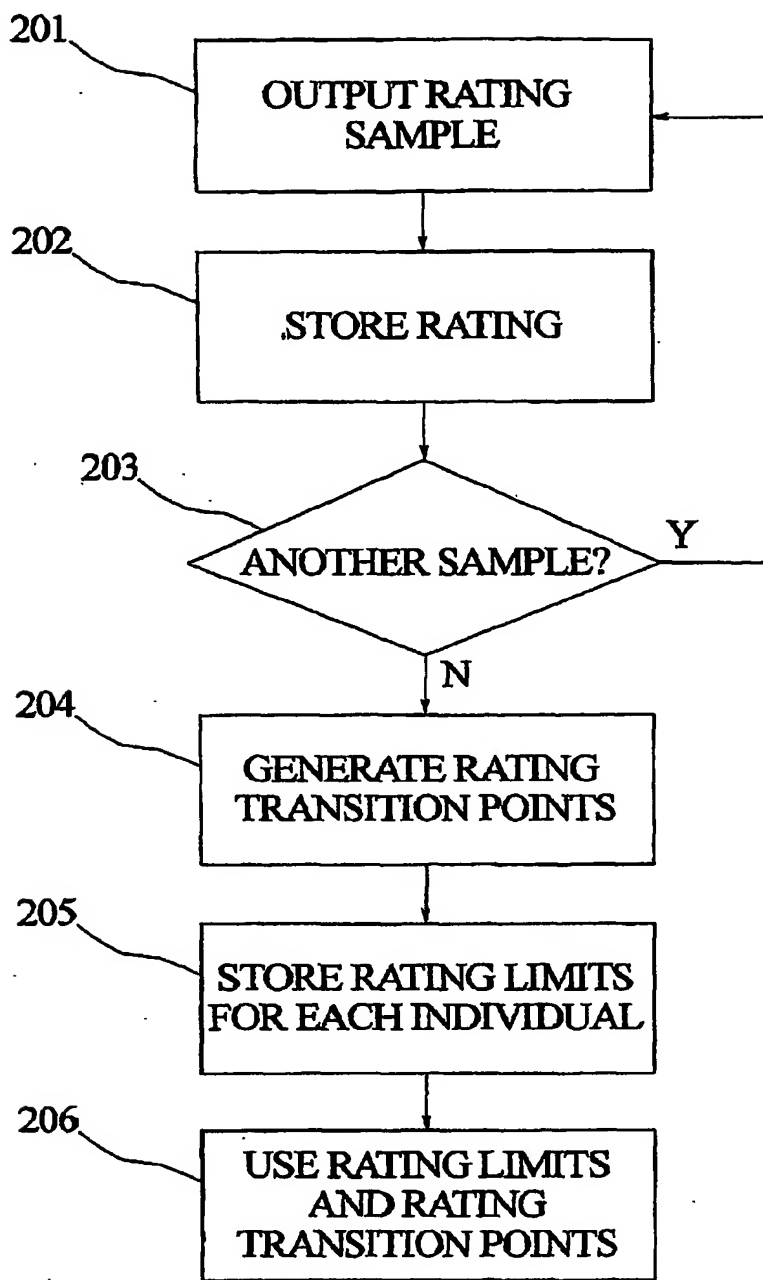 201
OUTPUT RATING
SAMPLE
202
STORE RATING
203
ANOTHER SAMPLE?
Y
N
204
GENERATE RATING
TRANSITION POINTS
205
STORE RATING LIMITS
FOR EACH INDIVIDUAL
206
USE RATING LIMITS
AND RATING
TRANSITION POINTS